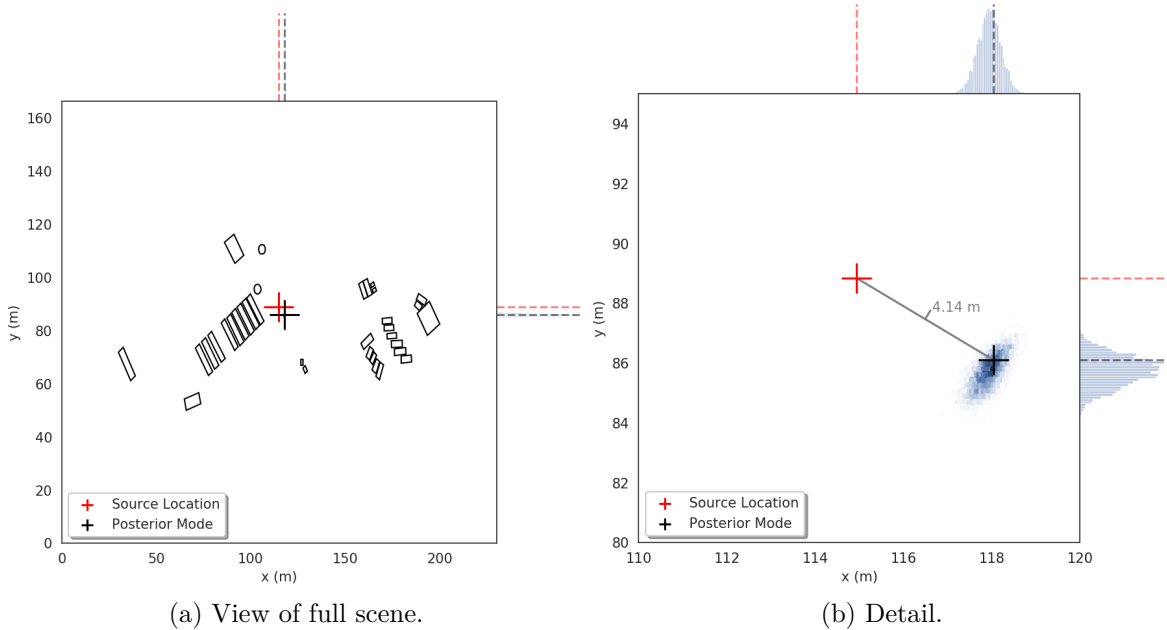 160
140
120
100
80
60
40
20
0
y (m)
0 50 100 150 200
x (m)
Source Location
Posterior Mode
(a) View of full scene.
94
92
90
88
86
84
82
80
y (m)
4.14 m
110 112 114 116 118 120
x (m)
Source Location
Posterior Mode
(b) Detail.